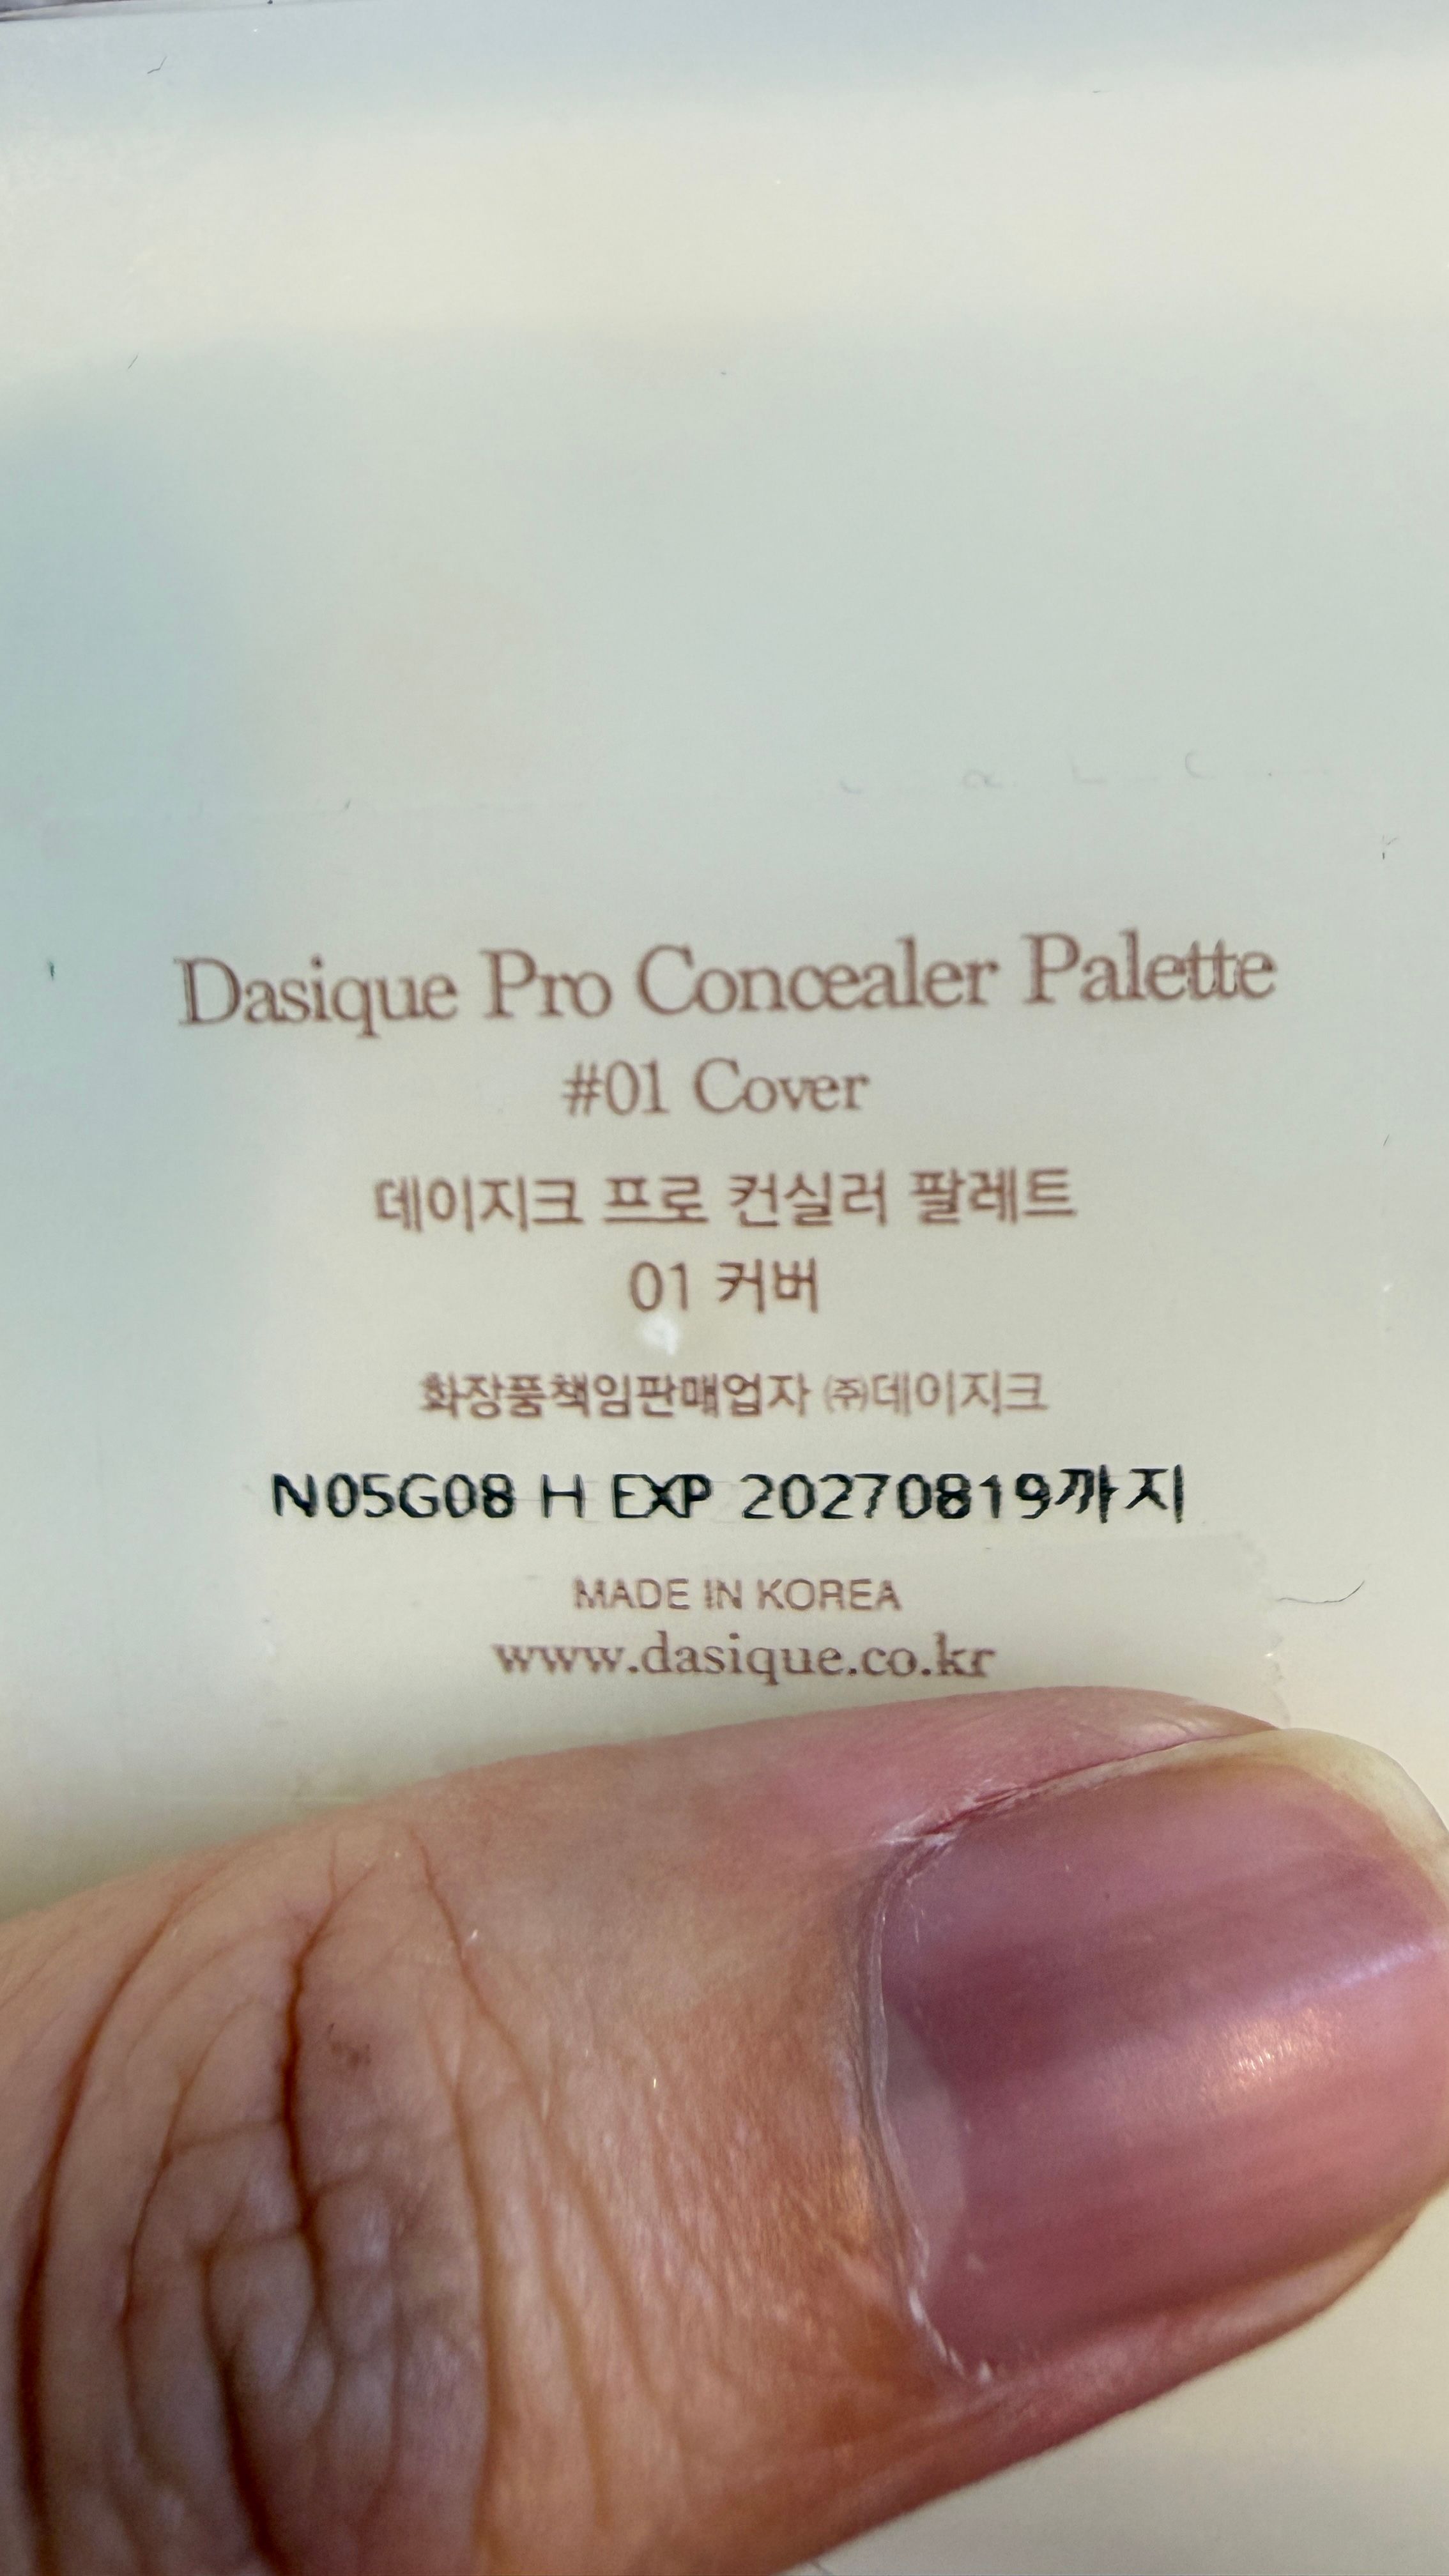 Dasique Pro Concealer Palette
#01 Cover
데이지크 프로 컨실러 팔레트
01 커버
화장품책임판매업자 ㈜데이지크
N05G08 H EXP 20270819까지
MADE IN KOREA
www.dasique.co.kr